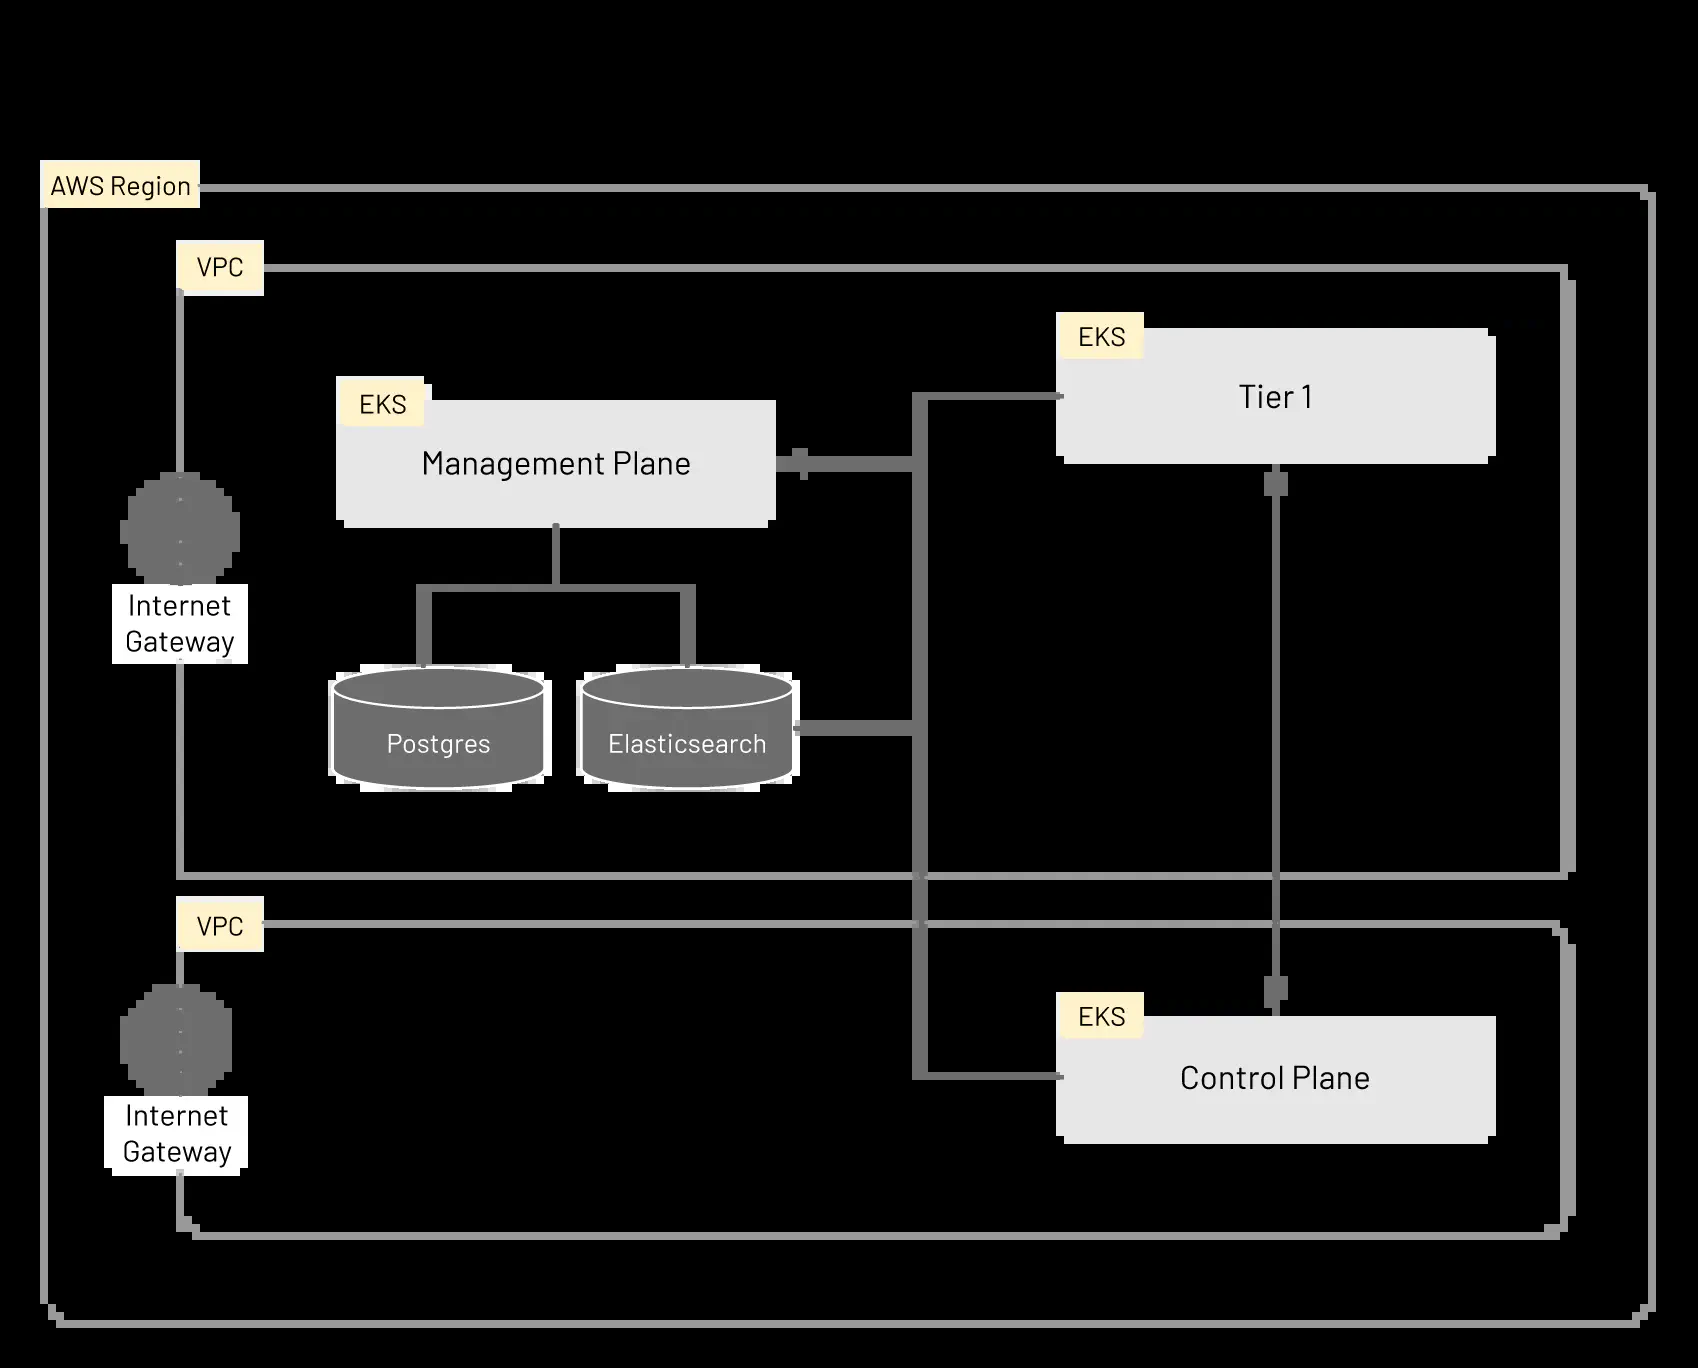 AWS Region
VPC
EKS
Tier 1
EKS
Management Plane
Internet
Gateway
Postgres
Elasticsearch
VPC
EKS
Control Plane
Internet
Gateway